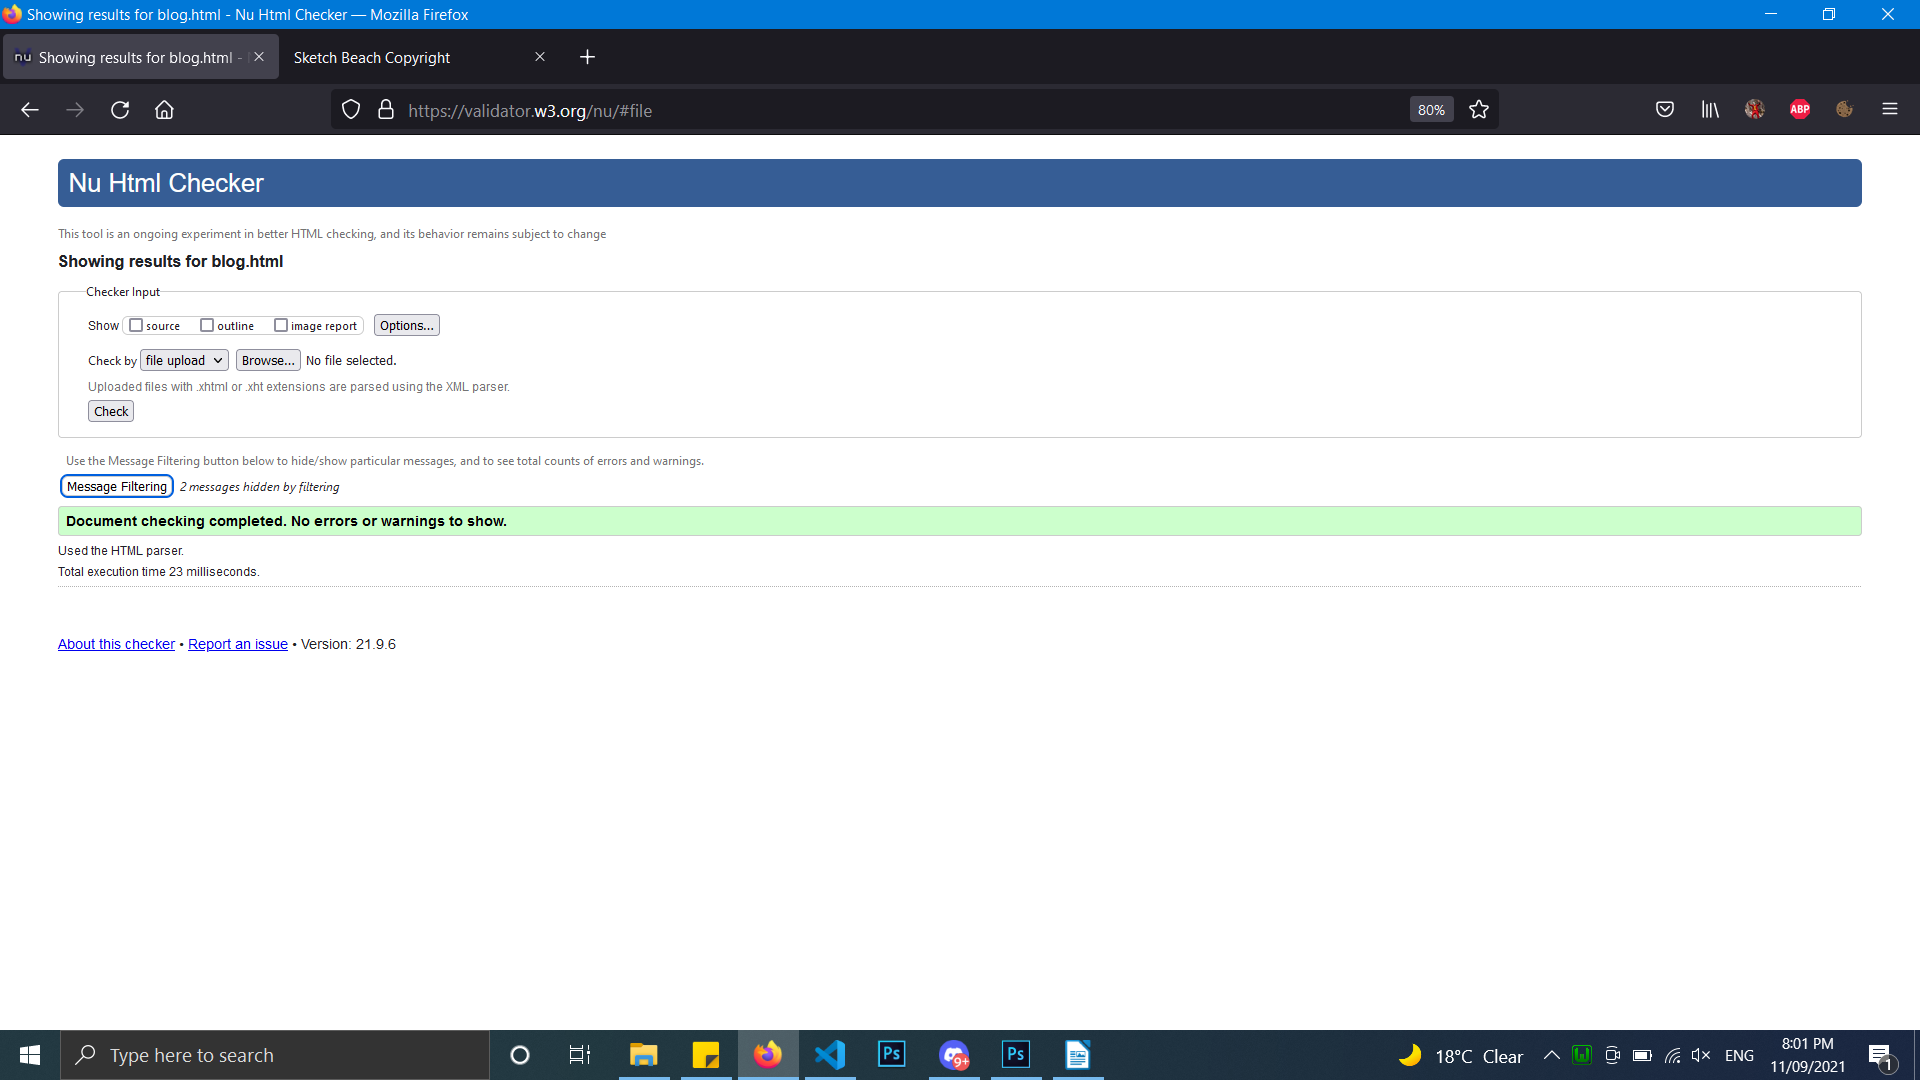 Showing results for blog.html - Nu Html Checker — Mozilla Firefox
nu Showing results for blog.html -
Sketch Beach Copyright
https://validator.w3.org/nu/#file
80%
ABP
Nu Html Checker
This tool is an ongoing experiment in better HTML checking, and its behavior remains subject to change
Showing results for blog.html
Checker Input
Show source outline image report Options...
Check by file upload Browse... No file selected.
Uploaded files with .xhtml or .xht extensions are parsed using the XML parser.
Check
Use the Message Filtering button below to hide/show particular messages, and to see total counts of errors and warnings.
Message Filtering 2 messages hidden by filtering
Document checking completed. No errors or warnings to show.
Used the HTML parser.
Total execution time 23 milliseconds.
About this checker • Report an issue • Version: 21.9.6
Type here to search
Ps
9+
Ps
18°C Clear
ENG
8:01 PM
11/09/2021
1